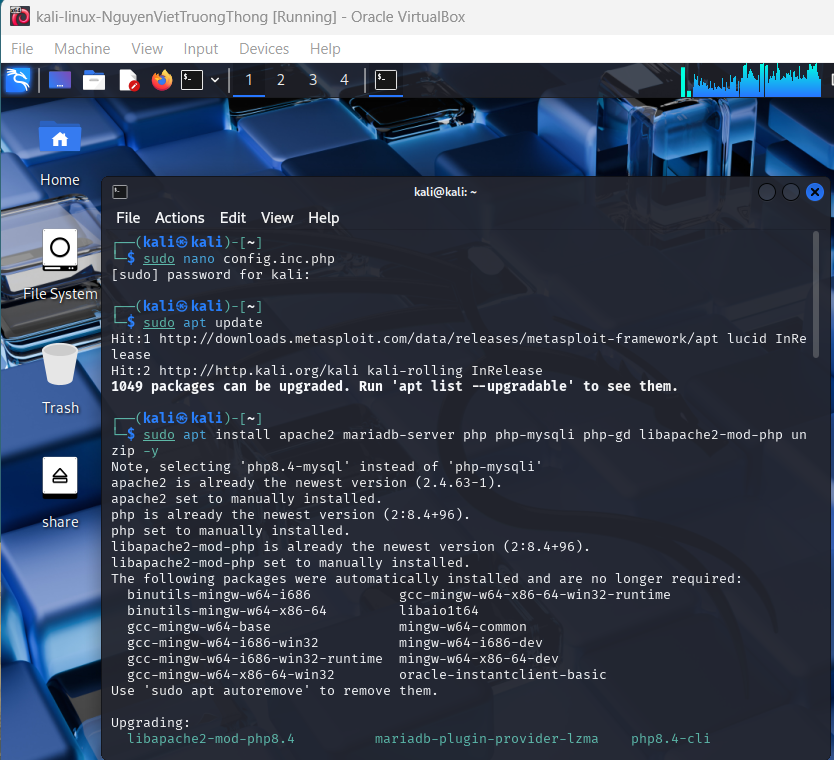 kali-linux-NguyenVietTruongThong [Running] - Oracle VirtualBox
File Machine View Input Devices Help
1 2 3 4
Home
File System
Trash
share
kali@kali: ~
File Actions Edit View Help
┌──(kali㉿kali)-[~]
└─$ sudo nano config.inc.php
[sudo] password for kali:
┌──(kali㉿kali)-[~]
└─$ sudo apt update
Hit:1 http://downloads.metasploit.com/data/releases/metasploit-framework/apt lucid InRe
lease
Hit:2 http://http.kali.org/kali kali-rolling InRelease
1049 packages can be upgraded. Run 'apt list --upgradable' to see them.
┌──(kali㉿kali)-[~]
└─$ sudo apt install apache2 mariadb-server php php-mysqli php-gd libapache2-mod-php un
zip -y
Note, selecting 'php8.4-mysql' instead of 'php-mysqli'
apache2 is already the newest version (2.4.63-1).
apache2 set to manually installed.
php is already the newest version (2:8.4+96).
php set to manually installed.
libapache2-mod-php is already the newest version (2:8.4+96).
libapache2-mod-php set to manually installed.
The following packages were automatically installed and are no longer required:
binutils-mingw-w64-i686 gcc-mingw-w64-x86-64-win32-runtime
binutils-mingw-w64-x86-64 libaio1t64
gcc-mingw-w64-base mingw-w64-common
gcc-mingw-w64-i686-win32 mingw-w64-i686-dev
gcc-mingw-w64-i686-win32-runtime mingw-w64-x86-64-dev
gcc-mingw-w64-x86-64-win32 oracle-instantclient-basic
Use 'sudo apt autoremove' to remove them.
Upgrading:
libapache2-mod-php8.4 mariadb-plugin-provider-lzma php8.4-cli